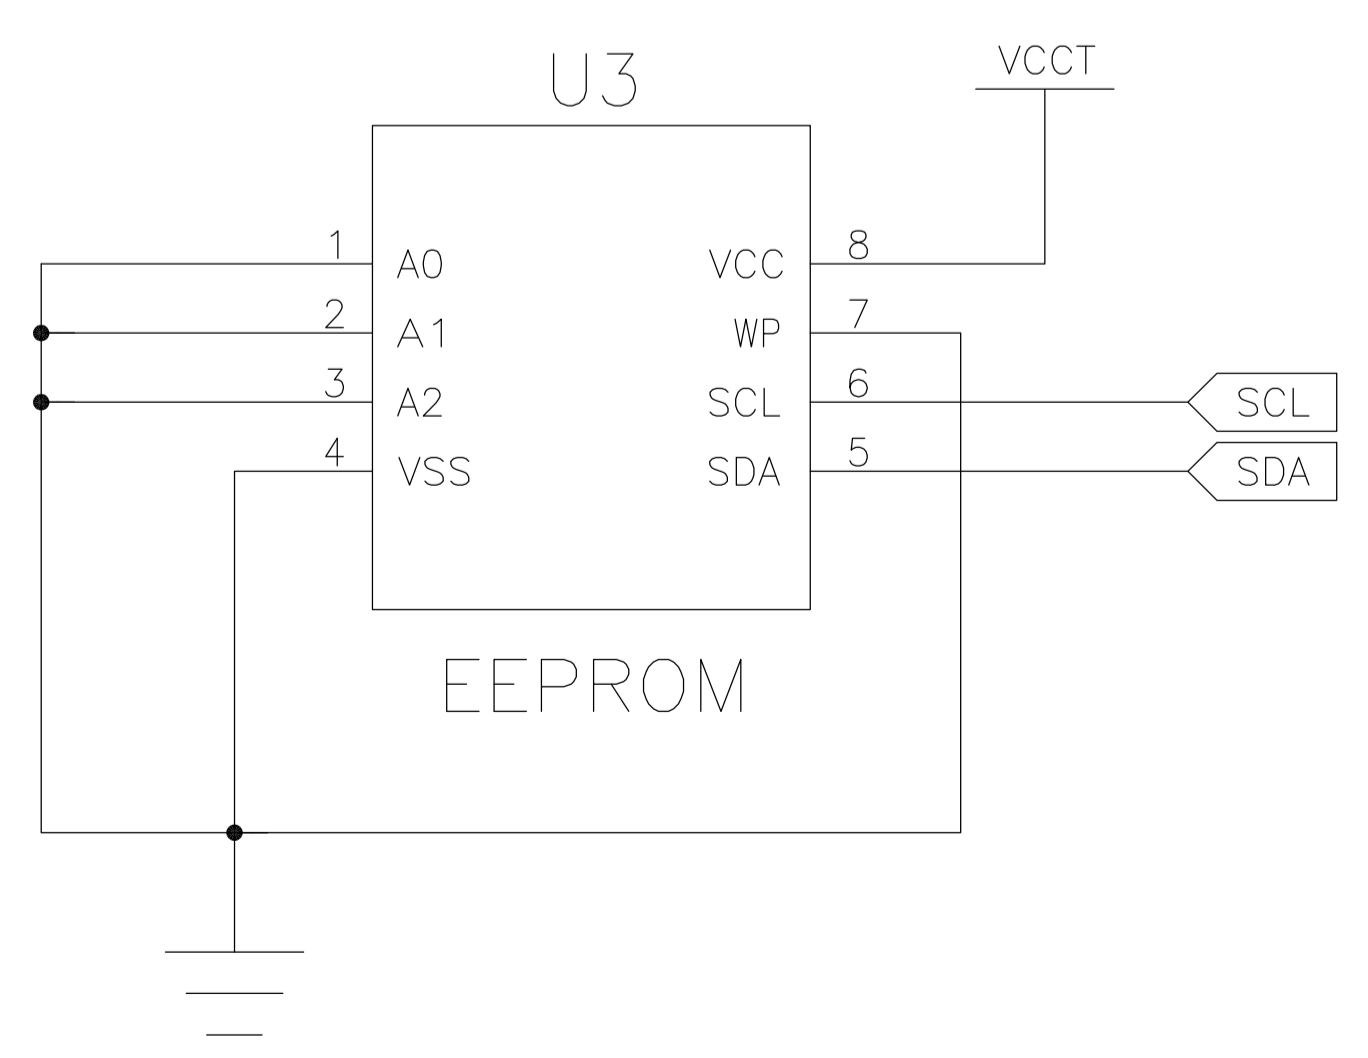 U3
VCCT
1 A0 VCC 8
2 A1 WP 7
3 A2 SCL 6 SCL
4 VSS SDA 5 SDA
EEPROM